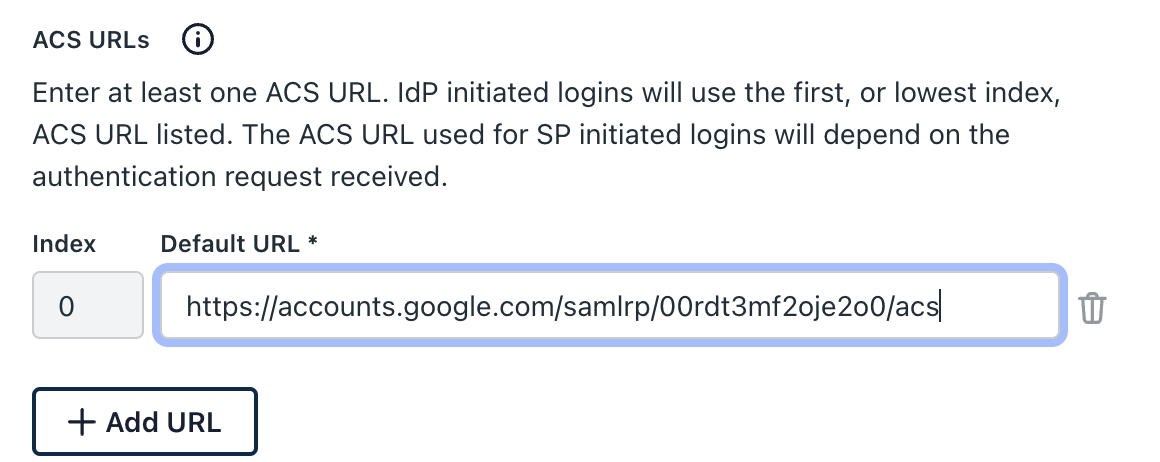 ACS URLs
Enter at least one ACS URL. IdP initiated logins will use the first, or lowest index,
ACS URL listed. The ACS URL used for SP initiated logins will depend on the
authentication request received.
Index Default URL *
0 https://accounts.google.com/samlrp/00rdt3mf2oje2o0/acs
+ Add URL